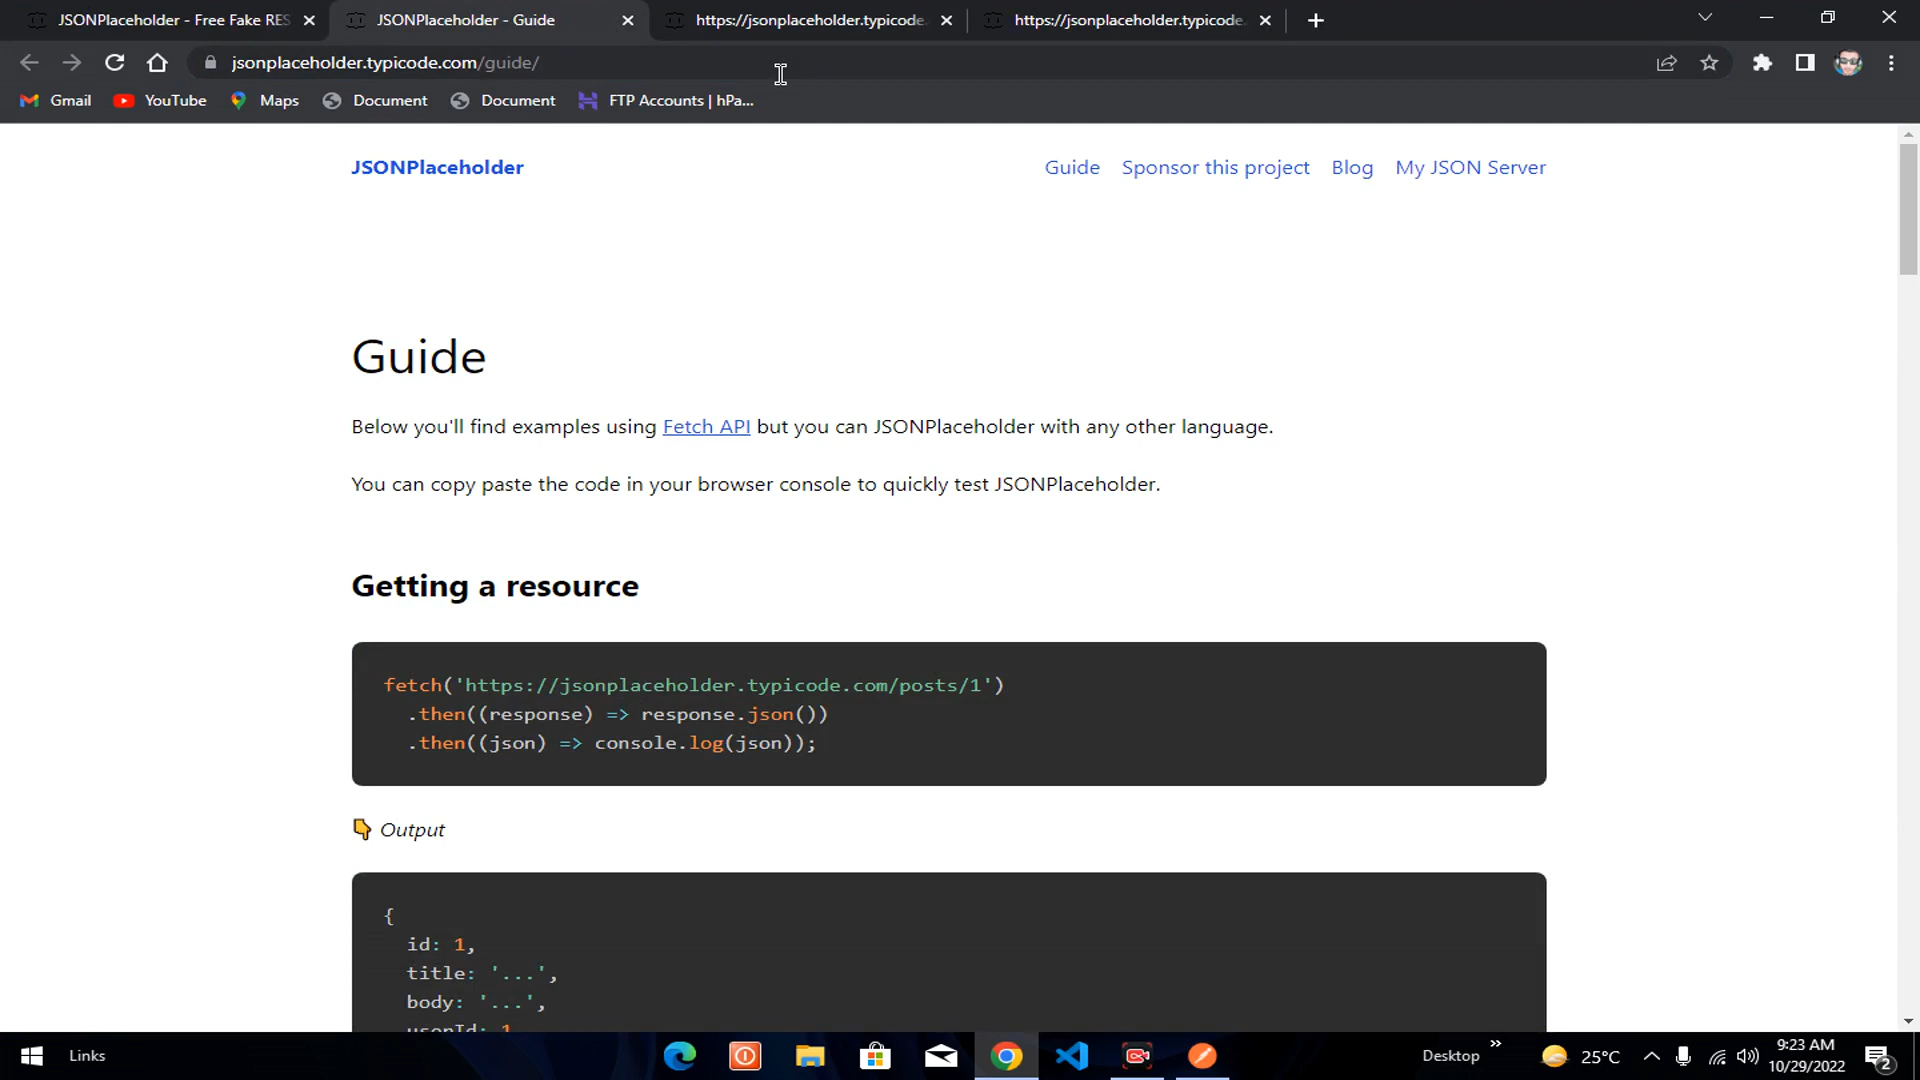 JSONPlaceholder - Free Fake RES
JSONPlaceholder - Guide
https://jsonplaceholder.typicode.
https://jsonplaceholder.typicode.
jsonplaceholder.typicode.com/guide/
Gmail
YouTube
Maps
Document
Document
FTP Accounts | hPa...
JSONPlaceholder
Guide
Sponsor this project
Blog
My JSON Server
Guide
Below you'll find examples using Fetch API but you can JSONPlaceholder with any other language.
You can copy paste the code in your browser console to quickly test JSONPlaceholder.
Getting a resource
fetch('https://jsonplaceholder.typicode.com/posts/1')
.then((response) => response.json())
.then((json) => console.log(json));
👇 Output
{
id: 1,
title: '...',
body: '...',
userId: 1
Links
Desktop
25°C
9:23 AM
10/29/2022
2